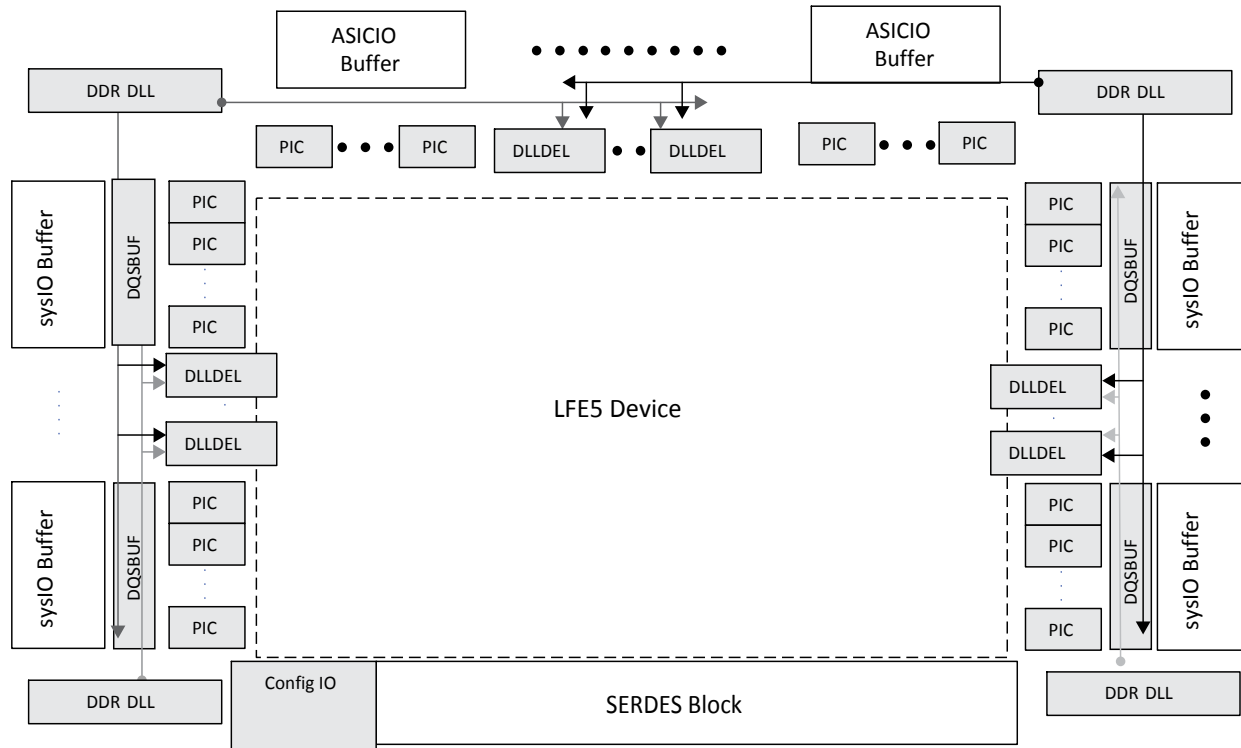 ASICIO
Buffer
ASICIO
Buffer
DDR DLL
DDR DLL
PIC
PIC
DLLDEL
DLLDEL
PIC
PIC
sysIO Buffer
DQSBUF
PIC
PIC
PIC
DLLDEL
DLLDEL
sysIO Buffer
DQSBUF
PIC
PIC
PIC
LFE5 Device
PIC
PIC
PIC
DQSBUF
sysIO Buffer
DLLDEL
DLLDEL
PIC
PIC
PIC
DQSBUF
sysIO Buffer
DDR DLL
Config IO
SERDES Block
DDR DLL